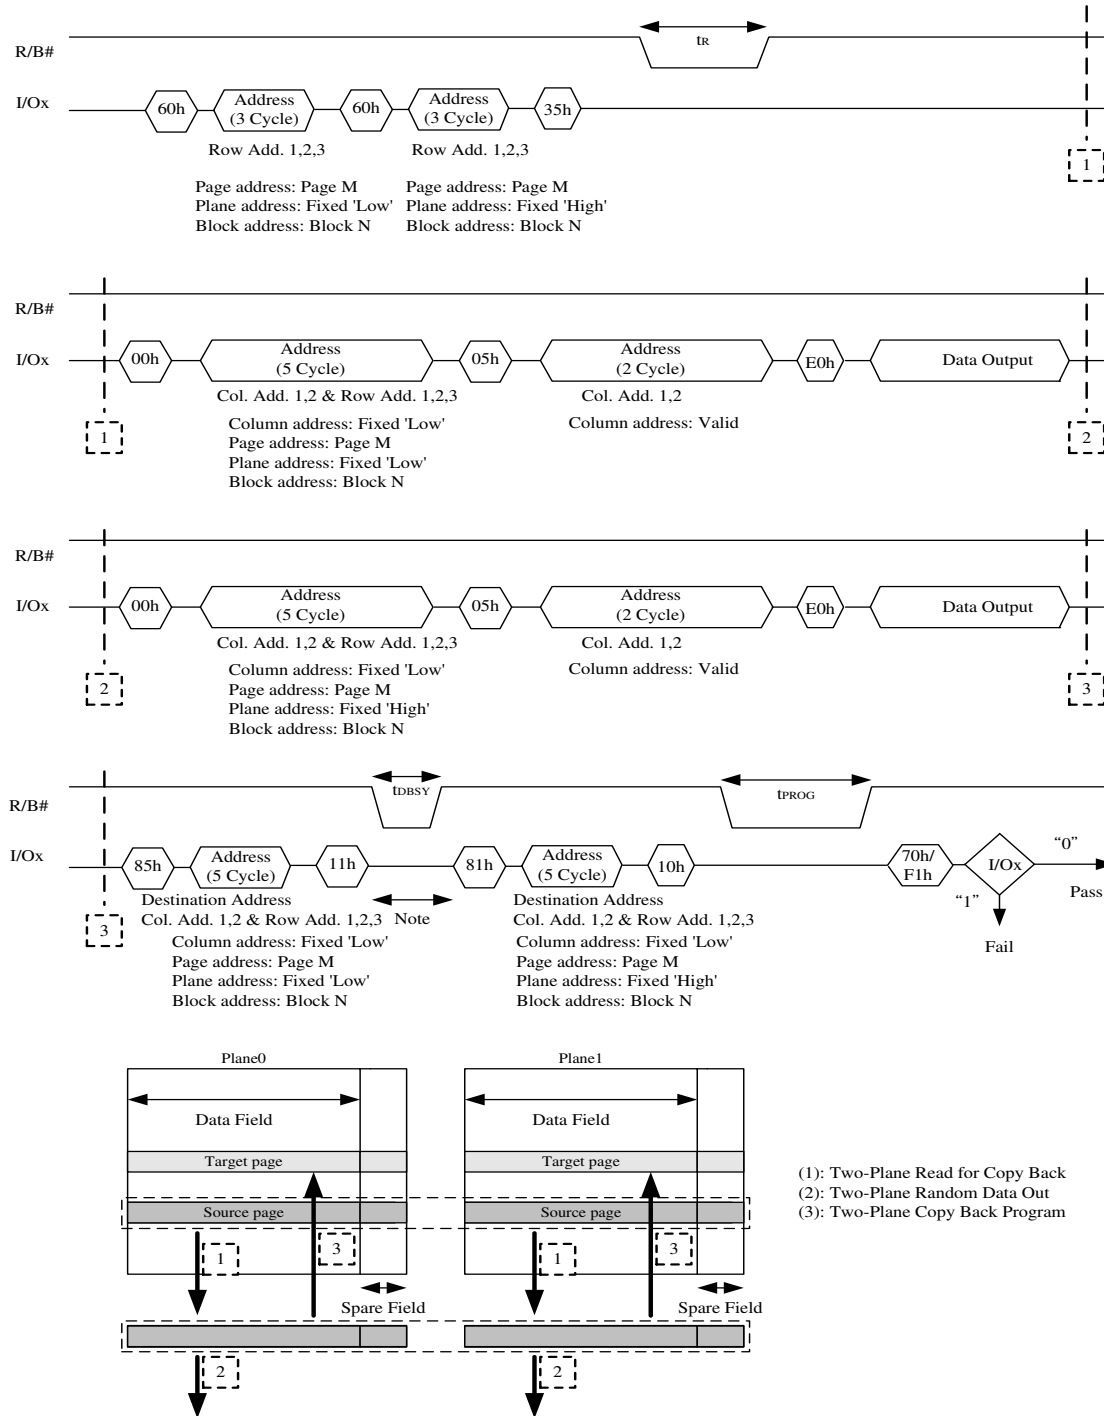 tR
R/B#
I/Ox
60h
Address
(3 Cycle)
60h
Address
(3 Cycle)
35h
Row Add. 1,2,3
Row Add. 1,2,3
1
Page address: Page M
Plane address: Fixed 'Low'
Block address: Block N
Page address: Page M
Plane address: Fixed 'High'
Block address: Block N
R/B#
I/Ox
00h
Address
(5 Cycle)
05h
Address
(2 Cycle)
E0h
Data Output
Col. Add. 1,2 & Row Add. 1,2,3
Col. Add. 1,2
Column address: Fixed 'Low'
Page address: Page M
Plane address: Fixed 'Low'
Block address: Block N
Column address: Valid
1
2
R/B#
I/Ox
00h
Address
(5 Cycle)
05h
Address
(2 Cycle)
E0h
Data Output
Col. Add. 1,2 & Row Add. 1,2,3
Col. Add. 1,2
Column address: Fixed 'Low'
Page address: Page M
Plane address: Fixed 'High'
Block address: Block N
Column address: Valid
2
3
tDBSY
tPROG
R/B#
I/Ox
85h
Address
(5 Cycle)
11h
81h
Address
(5 Cycle)
10h
70h/
F1h
I/Ox
“0”
Pass
“1”
Fail
Destination Address
Col. Add. 1,2 & Row Add. 1,2,3
Note
Destination Address
Col. Add. 1,2 & Row Add. 1,2,3
3
Column address: Fixed 'Low'
Page address: Page M
Plane address: Fixed 'Low'
Block address: Block N
Column address: Fixed 'Low'
Page address: Page M
Plane address: Fixed 'High'
Block address: Block N
Plane0
Plane1
Data Field
Data Field
Target page
Target page
Source page
Source page
1
3
1
3
Spare Field
Spare Field
2
2
(1): Two-Plane Read for Copy Back
(2): Two-Plane Random Data Out
(3): Two-Plane Copy Back Program